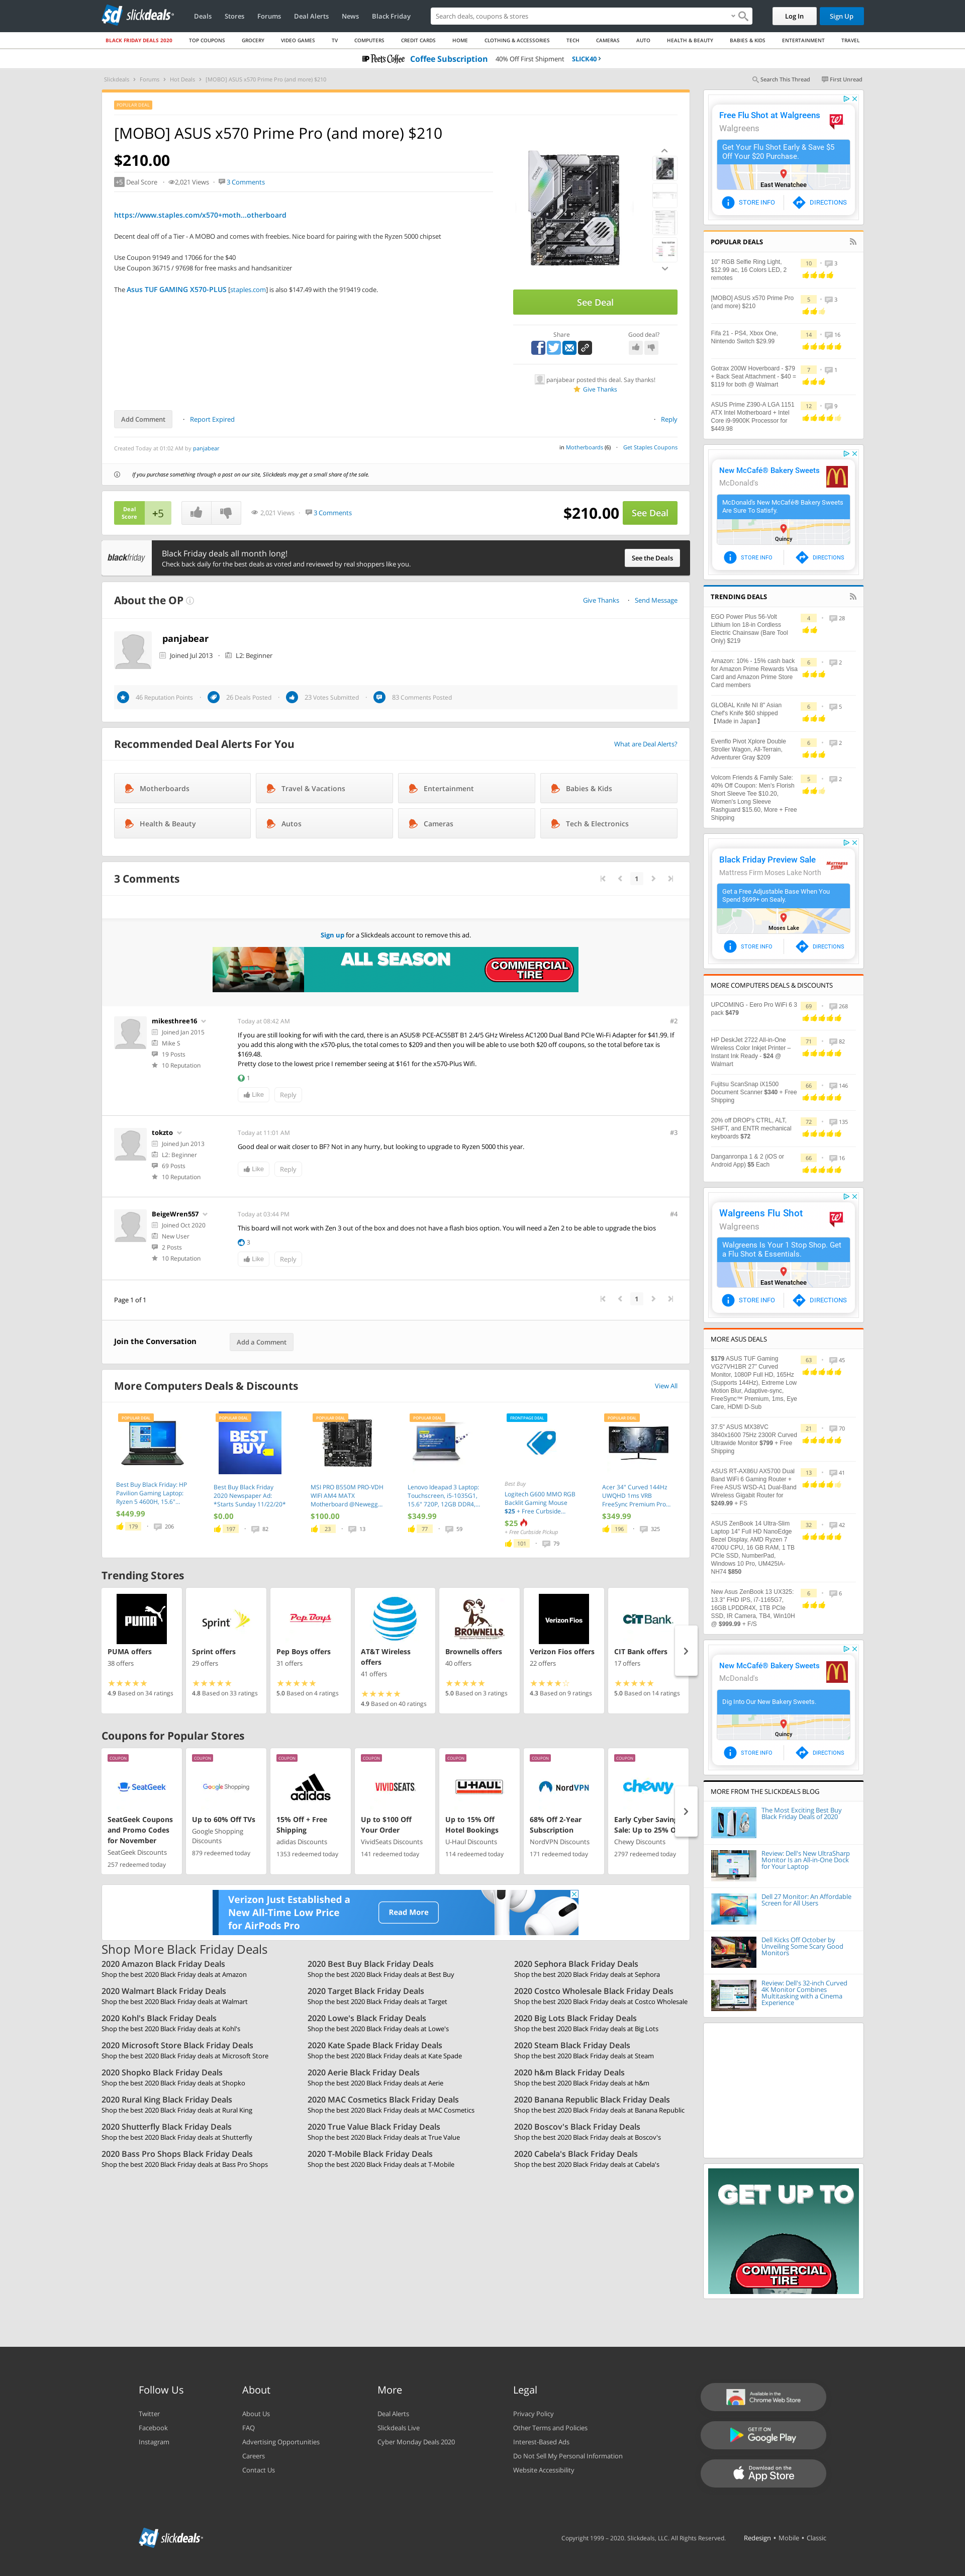 slickdeals
Deals
Stores
Forums
Deal Alerts
News
Black Friday
Search deals, coupons & stores
Log In
Sign Up
BLACK FRIDAY DEALS 2020
TOP COUPONS
GROCERY
VIDEO GAMES
TV
COMPUTERS
CREDIT CARDS
HOME
CLOTHING & ACCESSORIES
TECH
CAMERAS
AUTO
HEALTH & BEAUTY
BABIES & KIDS
ENTERTAINMENT
TRAVEL
Peet's Coffee Coffee Subscription 40% Off First Shipment SLICK40 >
Slickdeals > Forums > Hot Deals > [MOBO] ASUS x570 Prime Pro (and more) $210
Search This Thread
First Unread
POPULAR DEAL
[MOBO] ASUS x570 Prime Pro (and more) $210
$210.00
+5 Deal Score
2,021 Views
3 Comments
https://www.staples.com/x570+moth...otherboard
Decent deal off of a Tier - A MOBO and comes with freebies. Nice board for pairing with the Ryzen 5000 chipset
Use Coupon 91949 and 17066 for the $40
Use Coupon 36715 / 97698 for free masks and handsanitizer
The Asus TUF GAMING X570-PLUS [staples.com] is also $147.49 with the 919419 code.
See Deal
Share
Good deal?
panjabear posted this deal. Say thanks!
Give Thanks
Add Comment
Report Expired
Reply
Created Today at 01:02 AM by panjabear
in Motherboards (6)
Get Staples Coupons
If you purchase something through a post on our site, Slickdeals may get a small share of the sale.
Deal
Score
+5
2,021 Views
3 Comments
$210.00
See Deal
blackfriday
Black Friday deals all month long!
Check back daily for the best deals as voted and reviewed by real shoppers like you.
See the Deals
About the OP
Give Thanks
Send Message
panjabear
Joined Jul 2013
L2: Beginner
46 Reputation Points
26 Deals Posted
23 Votes Submitted
83 Comments Posted
Recommended Deal Alerts For You
What are Deal Alerts?
Motherboards
Travel & Vacations
Entertainment
Babies & Kids
Health & Beauty
Autos
Cameras
Tech & Electronics
3 Comments
1
Sign up for a Slickdeals account to remove this ad.
ALL SEASON
COMMERCIAL
TIRE
mikesthree16
Joined Jan 2015
Mike S
19 Posts
10 Reputation
Today at 08:42 AM
#2
If you are still looking for wifi with the card, there is an ASUS® PCE-AC55BT B1 2.4/5 GHz Wireless AC1200 Dual Band PCIe Wi-Fi Adapter for $41.99. If
you add this along with the x570-plus, the total comes to $209 and then you will be able to use both $20 off coupons, so the total before tax is
$169.48.
Pretty close to the lowest price I remember seeing at $161 for the x570-Plus Wifi.
1
Like
Reply
tokzto
Joined Jun 2013
L2: Beginner
69 Posts
10 Reputation
Today at 11:01 AM
#3
Good deal or wait closer to BF? Not in any hurry, but looking to upgrade to Ryzen 5000 this year.
Like
Reply
BeigeWren557
Joined Oct 2020
New User
2 Posts
10 Reputation
Today at 03:44 PM
#4
This board will not work with Zen 3 out of the box and does not have a flash bios option. You will need a Zen 2 to be able to upgrade the bios
3
Like
Reply
Page 1 of 1
1
Join the Conversation
Add a Comment
More Computers Deals & Discounts
View All
POPULAR DEAL
Best Buy Black Friday: HP
Pavilion Gaming Laptop:
Ryzen 5 4600H, 15.6"...
$449.99
179
206
POPULAR DEAL
BEST
BUY
Best Buy Black Friday
2020 Newspaper Ad:
*Starts Sunday 11/22/20*
$0.00
197
82
POPULAR DEAL
MSI PRO B550M PRO-VDH
WIFI AM4 MATX
Motherboard @Newegg...
$100.00
23
13
POPULAR DEAL
Lenovo Ideapad 3 Laptop:
Touchscreen, i5-1035G1,
15.6" 720P, 12GB DDR4,...
$349.99
77
59
FRONTPAGE DEAL
Best Buy
Logitech G600 MMO RGB
Backlit Gaming Mouse
$25 + Free Curbside...
$25
+ Free Curbside Pickup
101
79
POPULAR DEAL
Acer 34" Curved 144Hz
UWQHD 1ms VRB
FreeSync Premium Pro...
$349.99
196
325
Trending Stores
PUMA
PUMA offers
38 offers
4.9 Based on 34 ratings
Sprint
Sprint offers
29 offers
4.8 Based on 33 ratings
Pep Boys
Pep Boys offers
31 offers
5.0 Based on 4 ratings
AT&T Wireless
offers
41 offers
4.9 Based on 40 ratings
BROWNELLS
Brownells offers
40 offers
5.0 Based on 3 ratings
Verizon Fios
Verizon Fios offers
22 offers
4.3 Based on 9 ratings
CIT Bank
CIT Bank offers
17 offers
5.0 Based on 14 ratings
Coupons for Popular Stores
COUPON
SeatGeek
SeatGeek Coupons
and Promo Codes
for November
SeatGeek Discounts
257 redeemed today
COUPON
Google Shopping
Up to 60% Off TVs
Google Shopping
Discounts
879 redeemed today
COUPON
adidas
15% Off + Free
Shipping
adidas Discounts
1353 redeemed today
COUPON
VIVIDSEATS
Up to $100 Off
Your Order
VividSeats Discounts
141 redeemed today
COUPON
U-HAUL
Up to 15% Off
Hotel Bookings
U-Haul Discounts
114 redeemed today
COUPON
NordVPN
68% Off 2-Year
Subscription
NordVPN Discounts
171 redeemed today
COUPON
chewy
Early Cyber Saving
Sale: Up to 25% O
Chewy Discounts
2797 redeemed today
Verizon Just Established a
New All-Time Low Price
for AirPods Pro
Read More
Shop More Black Friday Deals
2020 Amazon Black Friday Deals
Shop the best 2020 Black Friday deals at Amazon
2020 Best Buy Black Friday Deals
Shop the best 2020 Black Friday deals at Best Buy
2020 Sephora Black Friday Deals
Shop the best 2020 Black Friday deals at Sephora
2020 Walmart Black Friday Deals
Shop the best 2020 Black Friday deals at Walmart
2020 Target Black Friday Deals
Shop the best 2020 Black Friday deals at Target
2020 Costco Wholesale Black Friday Deals
Shop the best 2020 Black Friday deals at Costco Wholesale
2020 Kohl's Black Friday Deals
Shop the best 2020 Black Friday deals at Kohl's
2020 Lowe's Black Friday Deals
Shop the best 2020 Black Friday deals at Lowe's
2020 Big Lots Black Friday Deals
Shop the best 2020 Black Friday deals at Big Lots
2020 Microsoft Store Black Friday Deals
Shop the best 2020 Black Friday deals at Microsoft Store
2020 Kate Spade Black Friday Deals
Shop the best 2020 Black Friday deals at Kate Spade
2020 Steam Black Friday Deals
Shop the best 2020 Black Friday deals at Steam
2020 Shopko Black Friday Deals
Shop the best 2020 Black Friday deals at Shopko
2020 Aerie Black Friday Deals
Shop the best 2020 Black Friday deals at Aerie
2020 h&m Black Friday Deals
Shop the best 2020 Black Friday deals at h&m
2020 Rural King Black Friday Deals
Shop the best 2020 Black Friday deals at Rural King
2020 MAC Cosmetics Black Friday Deals
Shop the best 2020 Black Friday deals at MAC Cosmetics
2020 Banana Republic Black Friday Deals
Shop the best 2020 Black Friday deals at Banana Republic
2020 Shutterfly Black Friday Deals
Shop the best 2020 Black Friday deals at Shutterfly
2020 True Value Black Friday Deals
Shop the best 2020 Black Friday deals at True Value
2020 Boscov's Black Friday Deals
Shop the best 2020 Black Friday deals at Boscov's
2020 Bass Pro Shops Black Friday Deals
Shop the best 2020 Black Friday deals at Bass Pro Shops
2020 T-Mobile Black Friday Deals
Shop the best 2020 Black Friday deals at T-Mobile
2020 Cabela's Black Friday Deals
Shop the best 2020 Black Friday deals at Cabela's
Free Flu Shot at Walgreens
Walgreens
Get Your Flu Shot Early & Save $5
Off Your $20 Purchase.
East Wenatchee
STORE INFO
DIRECTIONS
POPULAR DEALS
10" RGB Selfie Ring Light,
$12.99 ac, 16 Colors LED, 2
remotes
10
3
[MOBO] ASUS x570 Prime Pro
(and more) $210
5
3
Fifa 21 - PS4, Xbox One,
Nintendo Switch $29.99
14
16
Gotrax 200W Hoverboard - $79
+ Back Seat Attachment - $40 =
$119 for both @ Walmart
7
1
ASUS Prime Z390-A LGA 1151
ATX Intel Motherboard + Intel
Core i9-9900K Processor for
$449.98
12
9
New McCafé® Bakery Sweets
McDonald's
McDonald's New McCafé® Bakery Sweets
Are Sure To Satisfy.
Quincy
STORE INFO
DIRECTIONS
TRENDING DEALS
EGO Power Plus 56-Volt
Lithium Ion 18-in Cordless
Electric Chainsaw (Bare Tool
Only) $219
4
28
Amazon: 10% - 15% cash back
for Amazon Prime Rewards Visa
Card and Amazon Prime Store
Card members
6
2
GLOBAL Knife NI 8" Asian
Chef's Knife $60 shipped
【Made in Japan】
6
5
Evenflo Pivot Xplore Double
Stroller Wagon, All-Terrain,
Adventurer Gray $209
6
2
Volcom Friends & Family Sale:
40% Off Coupon: Men's Florish
Short Sleeve Tee $10.20,
Women's Long Sleeve
Rashguard $15.60, More + Free
Shipping
5
2
Black Friday Preview Sale
Mattress Firm Moses Lake North
MATTRESS FIRM
Get a Free Adjustable Base When You
Spend $699+ on Sealy.
Moses Lake
STORE INFO
DIRECTIONS
MORE COMPUTERS DEALS & DISCOUNTS
UPCOMING - Eero Pro WiFi 6 3
pack $479
69
268
HP DeskJet 2722 All-in-One
Wireless Color Inkjet Printer –
Instant Ink Ready - $24 @
Walmart
71
82
Fujitsu ScanSnap iX1500
Document Scanner $340 + Free
Shipping
66
146
20% off DROP's CTRL, ALT,
SHIFT, and ENTR mechanical
keyboards $72
72
135
Danganronpa 1 & 2 (iOS or
Android App) $5 Each
66
16
Walgreens Flu Shot
Walgreens
Walgreens Is Your 1 Stop Shop. Get
a Flu Shot & Essentials.
East Wenatchee
STORE INFO
DIRECTIONS
MORE ASUS DEALS
$179 ASUS TUF Gaming
VG27VH1BR 27" Curved
Monitor, 1080P Full HD, 165Hz
(Supports 144Hz), Extreme Low
Motion Blur, Adaptive-sync,
FreeSync™ Premium, 1ms, Eye
Care, HDMI D-Sub
63
45
37.5" ASUS MX38VC
3840x1600 75Hz 2300R Curved
Ultrawide Monitor $799 + Free
Shipping
21
70
ASUS RT-AX86U AX5700 Dual
Band WiFi 6 Gaming Router +
Free ASUS WSD-A1 Dual-Band
Wireless Gigabit Router for
$249.99 + FS
13
41
ASUS ZenBook 14 Ultra-Slim
Laptop 14" Full HD NanoEdge
Bezel Display, AMD Ryzen 7
4700U CPU, 16 GB RAM, 1 TB
PCIe SSD, NumberPad,
Windows 10 Pro, UM425IA-
NH74 $850
32
42
New Asus ZenBook 13 UX325:
13.3" FHD IPS, i7-1165G7,
16GB LPDDR4X, 1TB PCIe
SSD, IR Camera, TB4, Win10H
@ $999.99 + F/S
6
6
New McCafé® Bakery Sweets
McDonald's
Dig Into Our New Bakery Sweets.
Quincy
STORE INFO
DIRECTIONS
MORE FROM THE SLICKDEALS BLOG
The Most Exciting Best Buy
Black Friday Deals of 2020
Review: Dell's New UltraSharp
Monitor Is an All-in-One Dock
for Your Laptop
Dell 27 Monitor: An Affordable
Screen for All Users
Dell Kicks Off October by
Unveiling Some Scary Good
Monitors
Review: Dell's 32-inch Curved
4K Monitor Combines
Multitasking with a Cinema
Experience
GET UP TO
COMMERCIAL
TIRE
Follow Us
Twitter
Facebook
Instagram
About
About Us
FAQ
Advertising Opportunities
Careers
Contact Us
More
Deal Alerts
Slickdeals Live
Cyber Monday Deals 2020
Legal
Privacy Policy
Other Terms and Policies
Interest-Based Ads
Do Not Sell My Personal Information
Website Accessibility
Available in the
Chrome Web Store
GET IT ON
Google Play
Download on the
App Store
slickdeals
Copyright 1999 – 2020. Slickdeals, LLC. All Rights Reserved.
Redesign • Mobile • Classic